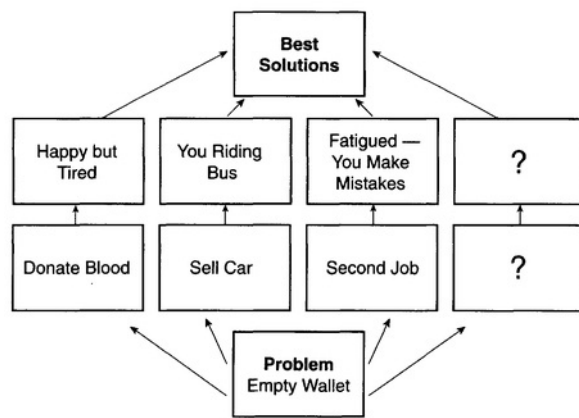 Best
Solutions
Happy but
Tired
You Riding
Bus
Fatigued —
You Make
Mistakes
?
Donate Blood
Sell Car
Second Job
?
Problem
Empty Wallet